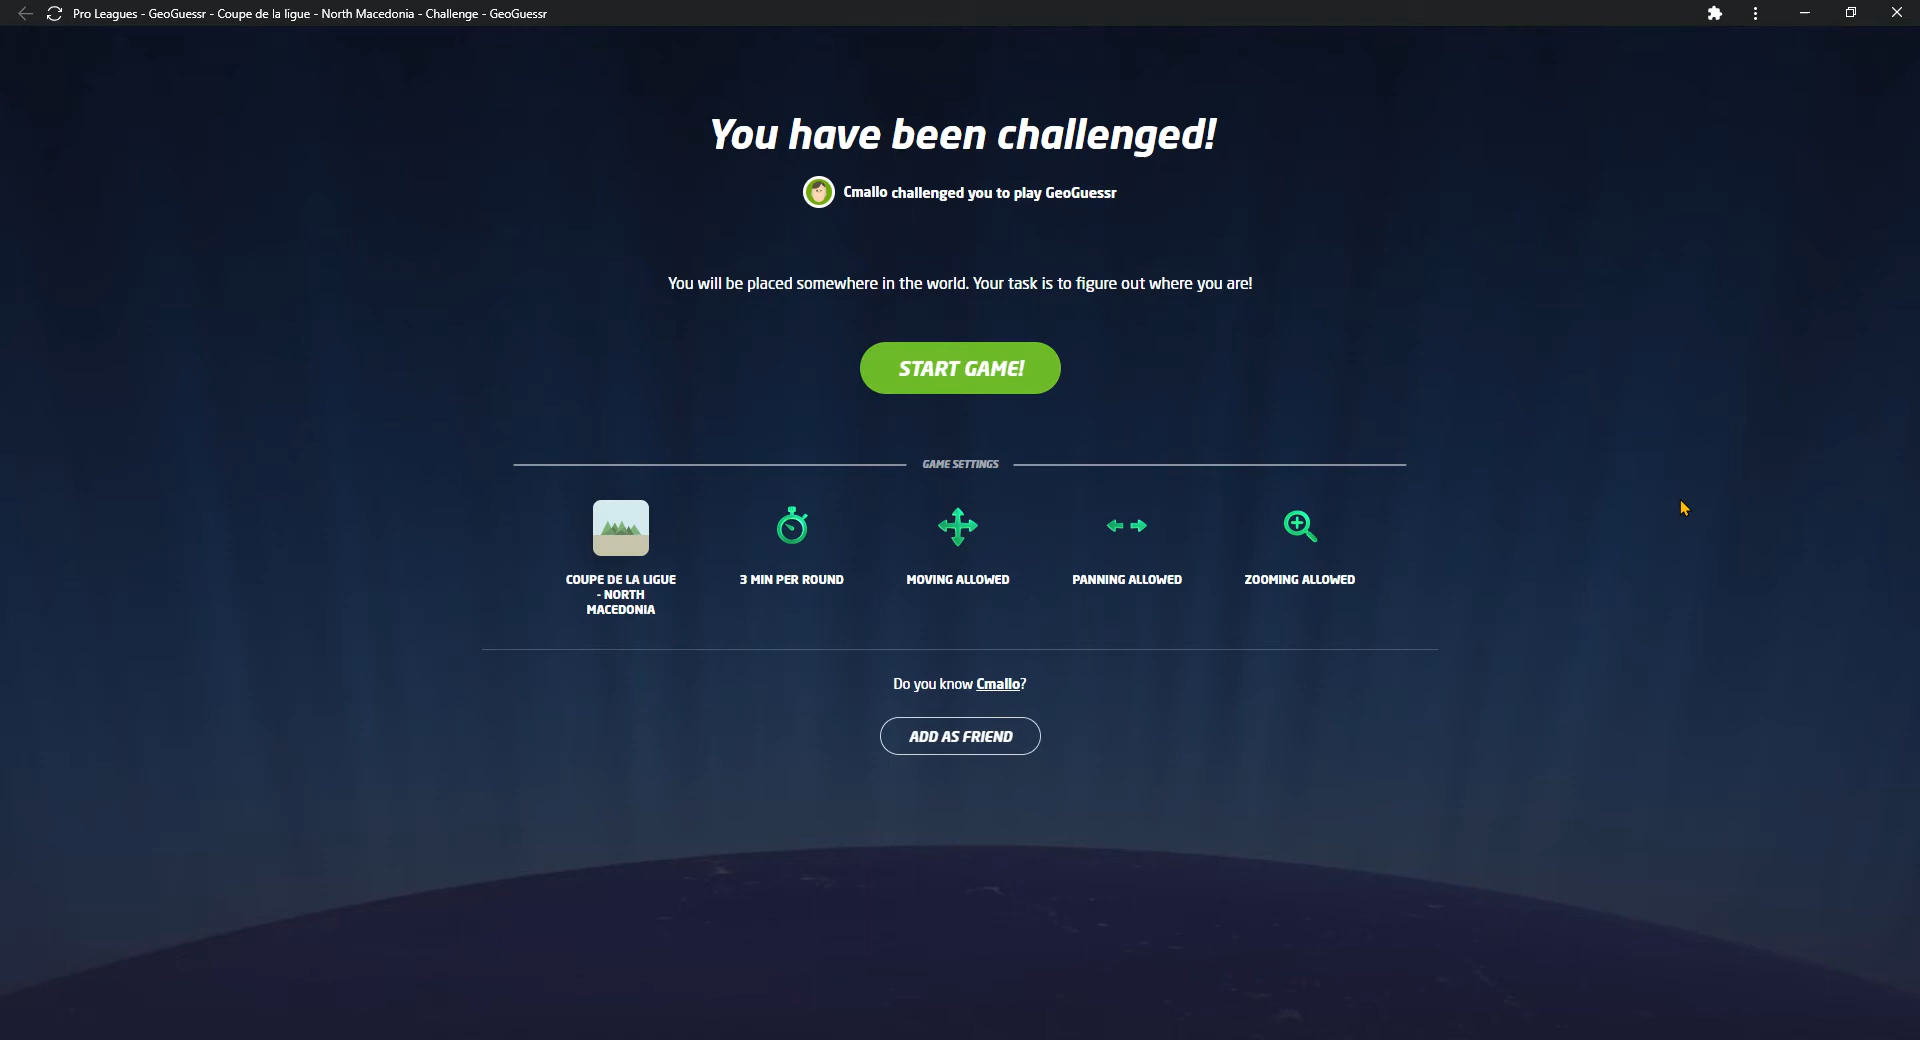 Pro Leagues - GeoGuessr - Coupe de la ligue - North Macedonia - Challenge - GeoGuessr
You have been challenged!
Cmallo challenged you to play GeoGuessr
You will be placed somewhere in the world. Your task is to figure out where you are!
START GAME!
GAME SETTINGS
COUPE DE LA LIGUE
- NORTH
MACEDONIA
3 MIN PER ROUND
MOVING ALLOWED
PANNING ALLOWED
ZOOMING ALLOWED
Do you know Cmallo?
ADD AS FRIEND